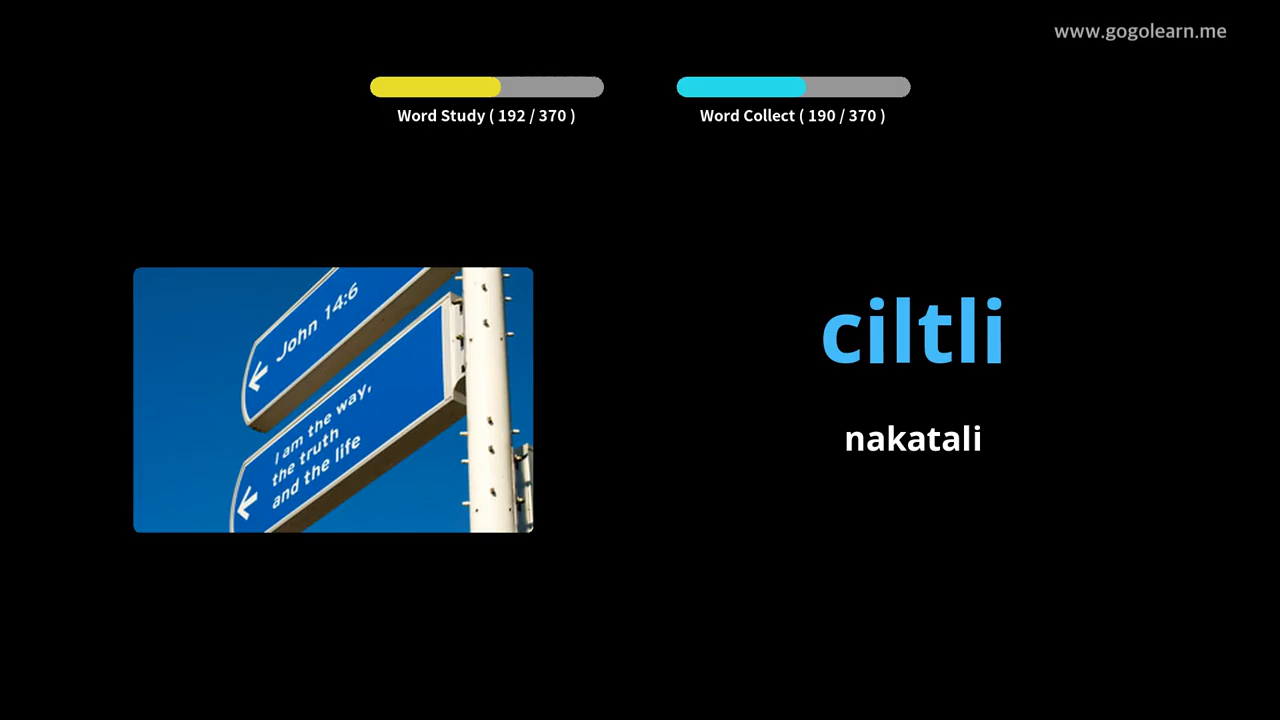 www.gogolearn.me
Word Study ( 192 / 370 )
Word Collect ( 190 / 370 )
John 14:6
I am the way,
the truth
and the life
ciltli
nakatali